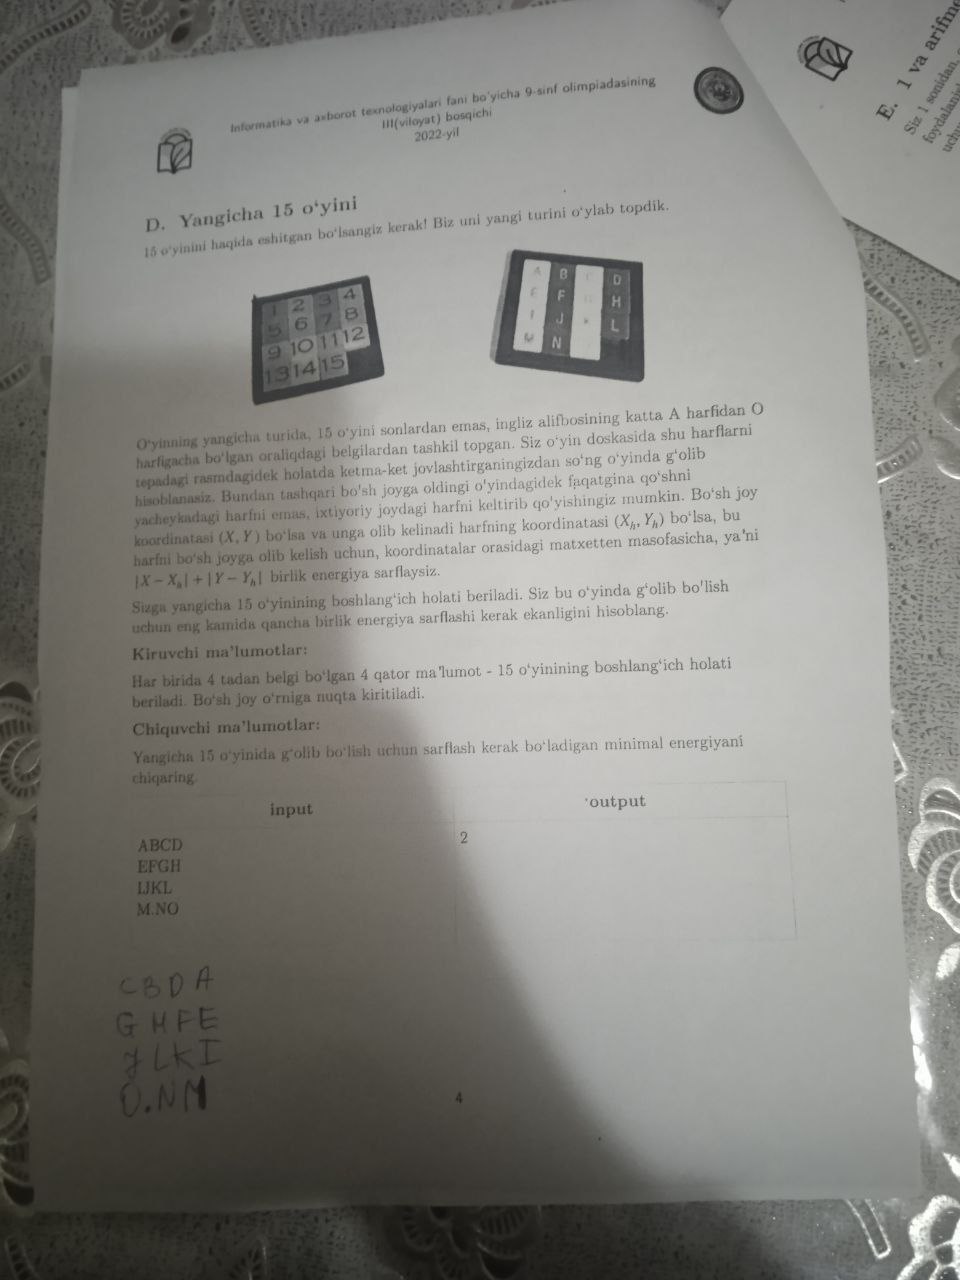 Informatika va axborot texnologiyalari fani bo'yicha 9-sinf olimpiadasining
III(viloyat) bosqichi
2022-yil
E. 1 va arifme
Siz 1 sonidan,
foydalanis
uchun
D. Yangicha 15 o‘yini
15 o‘yinini haqida eshitgan bo‘lsangiz kerak! Biz uni yangi turini o‘ylab topdik.
1 2 3 4
5 6 7 8
9 10 11 12
13 14 15
A B C D
E F G H
I J K L
M N
O‘yinning yangicha turida, 15 o‘yini sonlardan emas, ingliz alifbosining katta A harfidan O
harfigacha bo‘lgan oraliqdagi belgilardan tashkil topgan. Siz o‘yin doskasida shu harflarni
tepadagi rasmdagidek holatda ketma-ket jovlashtirganingizdan so‘ng o‘yinda g‘olib
hisoblanasiz. Bundan tashqari bo'sh joyga oldingi o'yindagidek faqatgina qo‘shni
yacheykadagi harfni emas, ixtiyoriy joydagi harfni keltirib qo‘yishingiz mumkin. Bo‘sh joy
koordinatasi (X, Y) bo‘lsa va unga olib kelinadi harfning koordinatasi (Xₕ, Yₕ) bo‘lsa, bu
harfni bo‘sh joyga olib kelish uchun, koordinatalar orasidagi matxetten masofasicha, ya’ni
|X − Xₕ| + |Y − Yₕ| birlik energiya sarflaysiz.
Sizga yangicha 15 o‘yinining boshlang‘ich holati beriladi. Siz bu o‘yinda g‘olib bo'lish
uchun eng kamida qancha birlik energiya sarflashi kerak ekanligini hisoblang.
Kiruvchi ma’lumotlar:
Har birida 4 tadan belgi bo‘lgan 4 qator ma’lumot - 15 o‘yinining boshlang‘ich holati
beriladi. Bo‘sh joy o‘rniga nuqta kiritiladi.
Chiquvchi ma’lumotlar:
Yangicha 15 o‘yinida g‘olib bo‘lish uchun sarflash kerak bo‘ladigan minimal energiyani
chiqaring.
input output
ABCD 2
EFGH
IJKL
M.NO
CBDA
GHFE
JLKI
O.NM
4